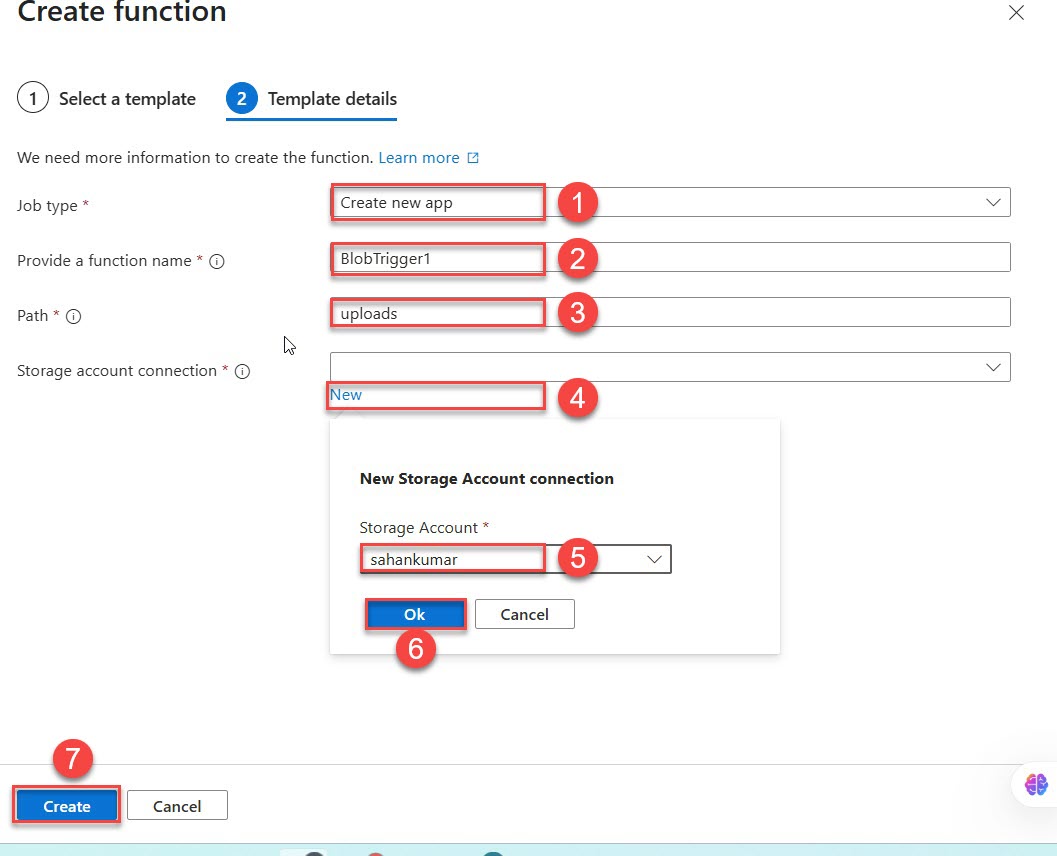 Create function
1 Select a template 2 Template details
We need more information to create the function. Learn more
Job type * Create new app 1
Provide a function name * BlobTrigger1 2
Path * uploads 3
Storage account connection *
New 4
New Storage Account connection
Storage Account *
sahankumar 5
Ok Cancel
6
7
Create Cancel